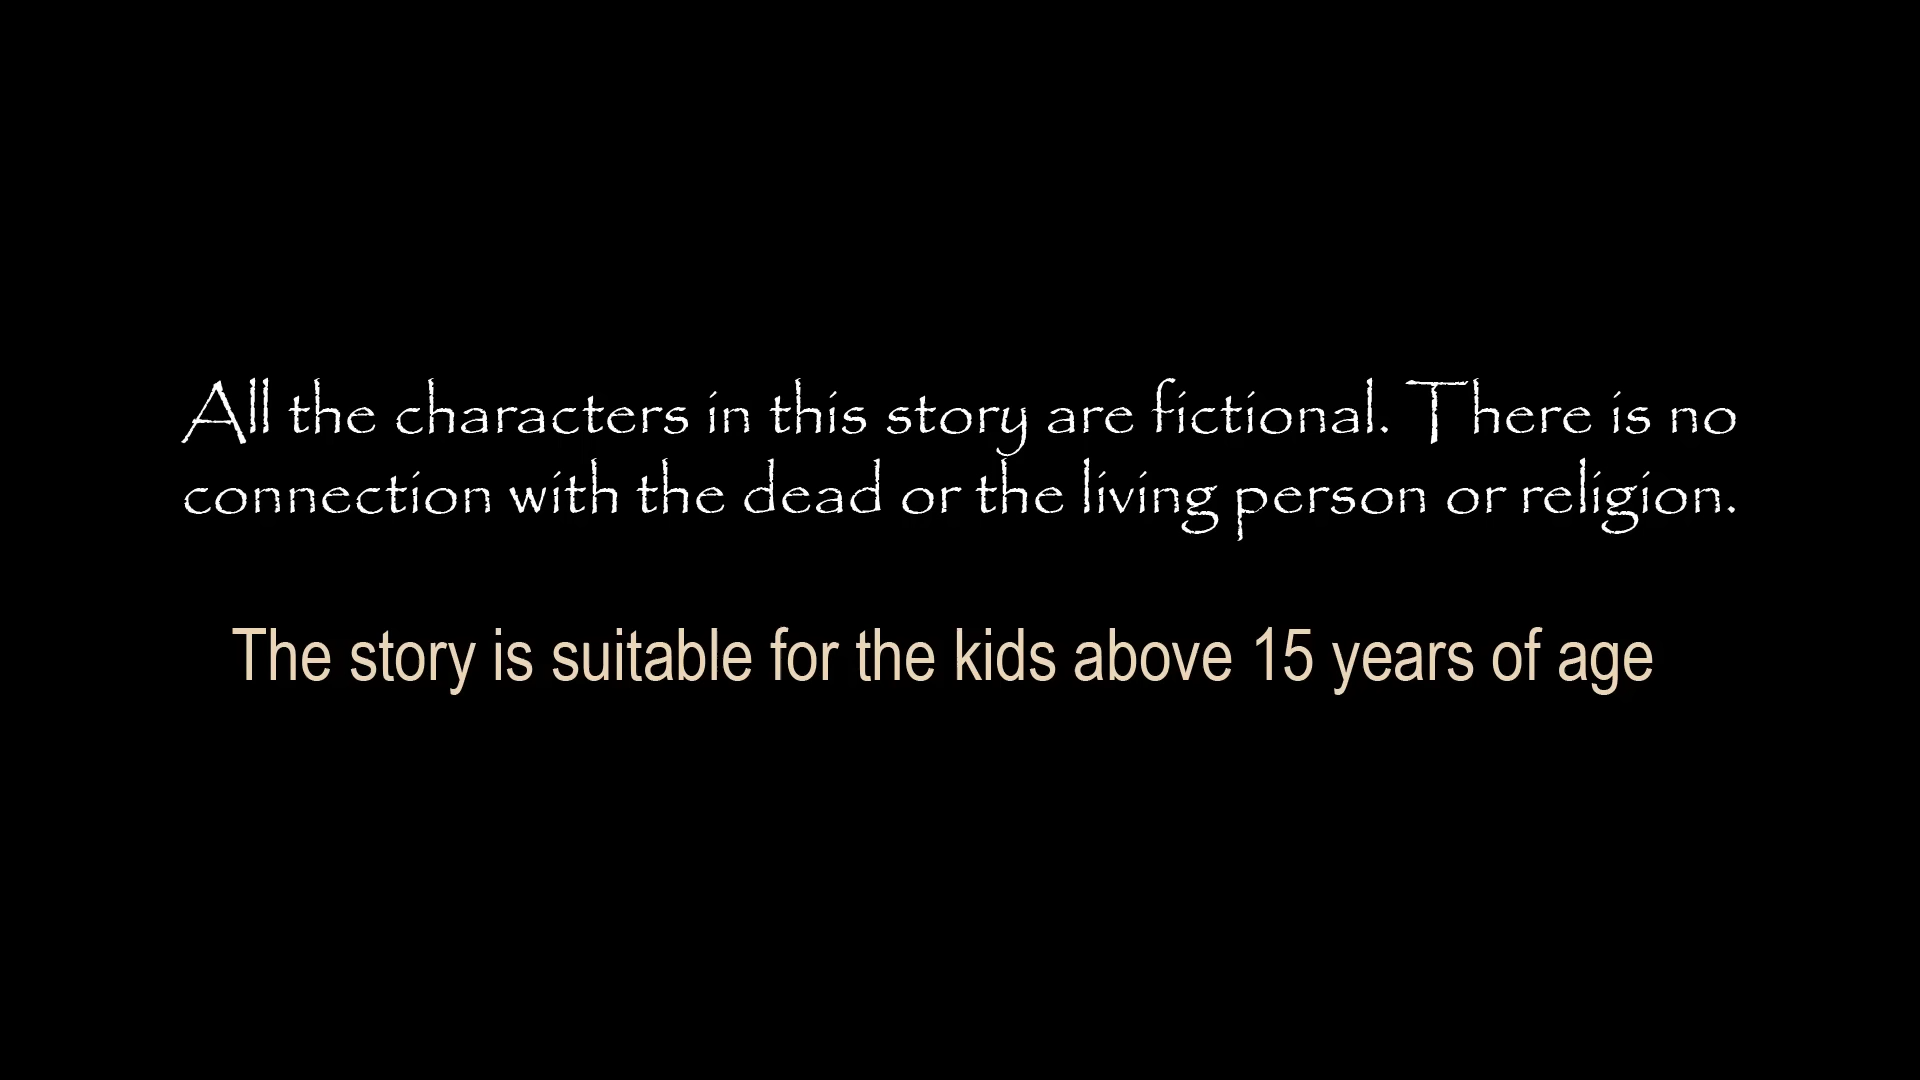 All the characters in this story are fictional. There is no
connection with the dead or the living person or religion.
The story is suitable for the kids above 15 years of age